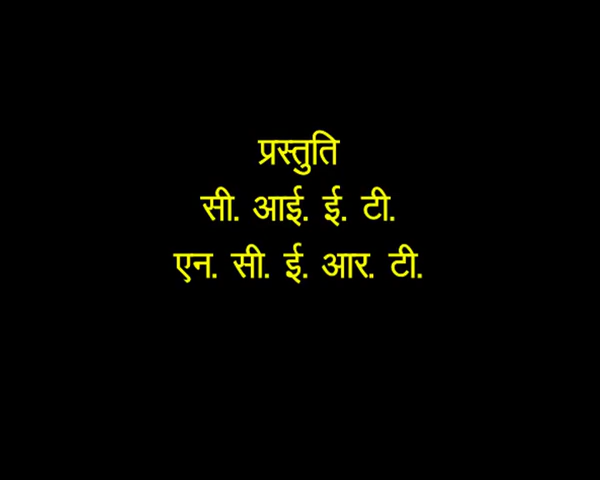 प्रस्तुति
सी. आई. ई. टी.
एन. सी. ई. आर. टी.